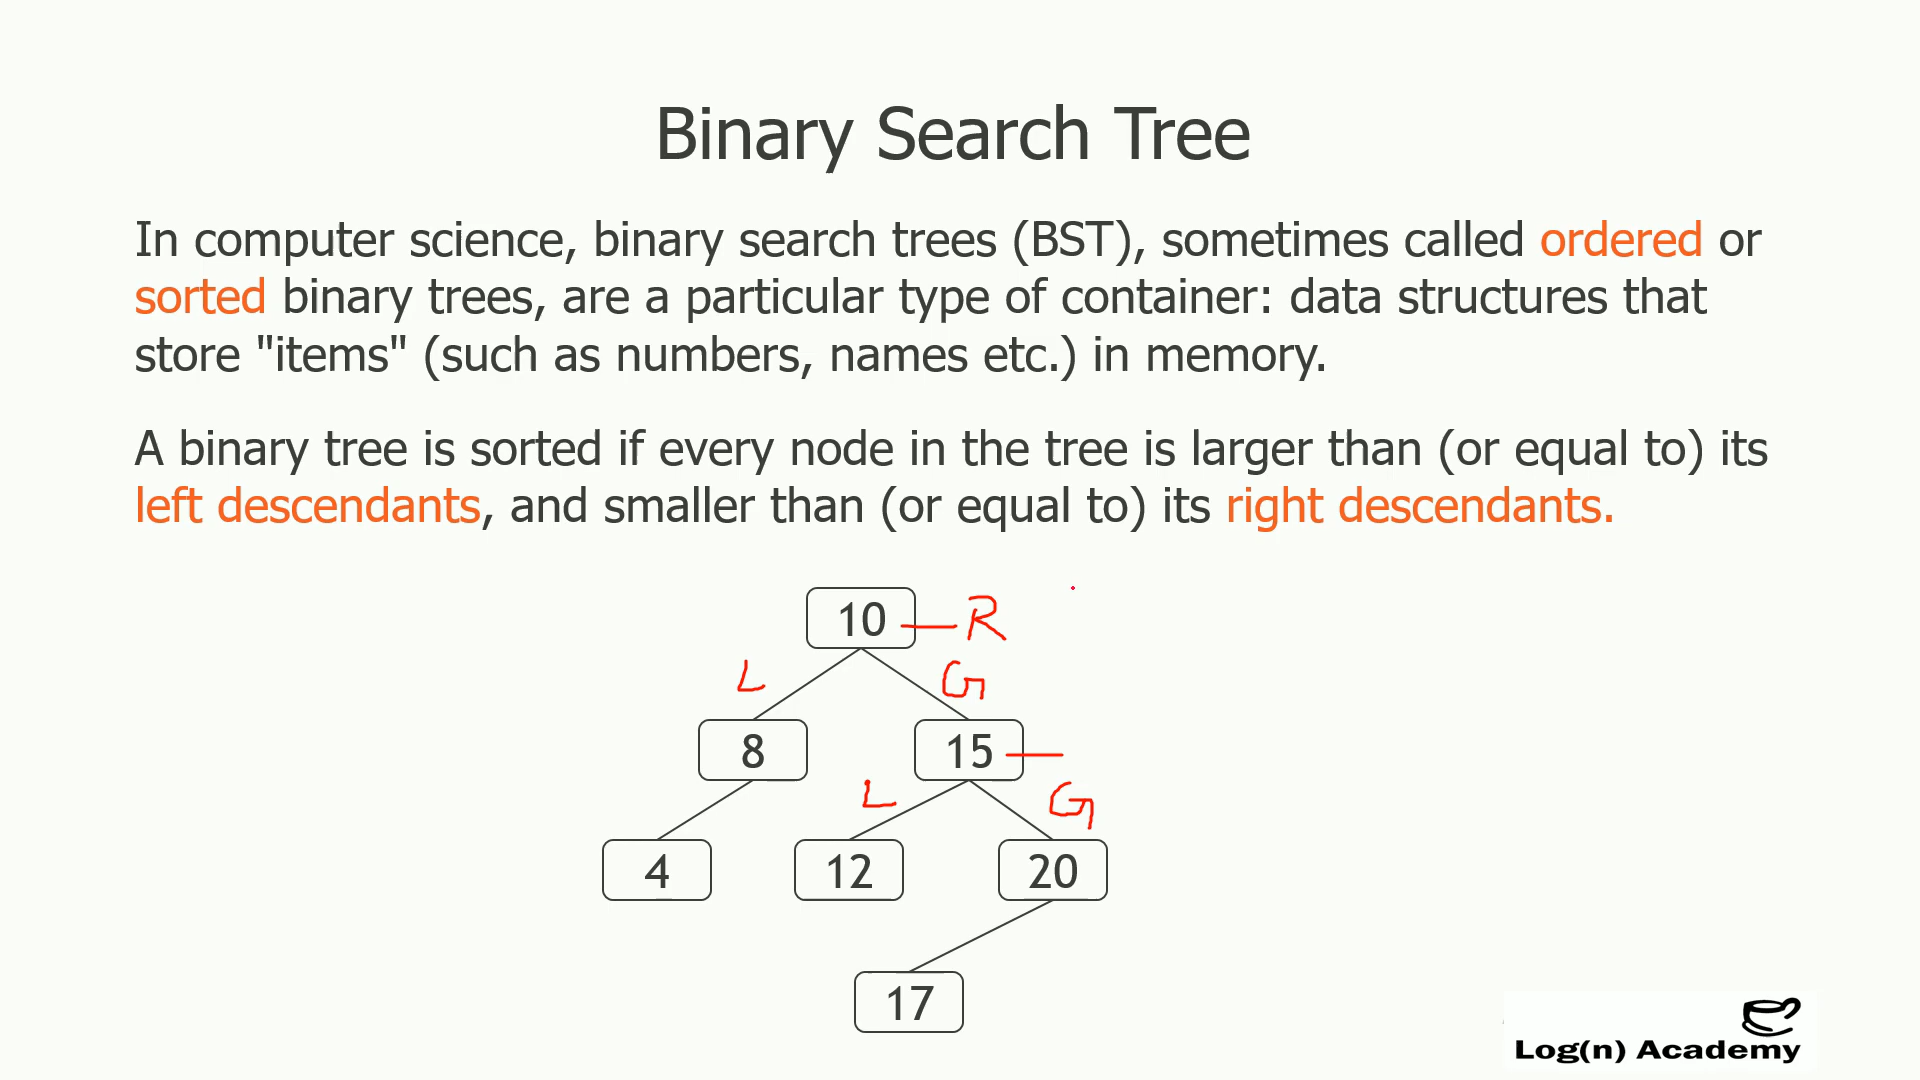 Binary Search Tree
In computer science, binary search trees (BST), sometimes called ordered or
sorted binary trees, are a particular type of container: data structures that
store "items" (such as numbers, names etc.) in memory.
A binary tree is sorted if every node in the tree is larger than (or equal to) its
left descendants, and smaller than (or equal to) its right descendants.
10 R
L G
8 15
L G
4 12 20
17
Log(n) Academy